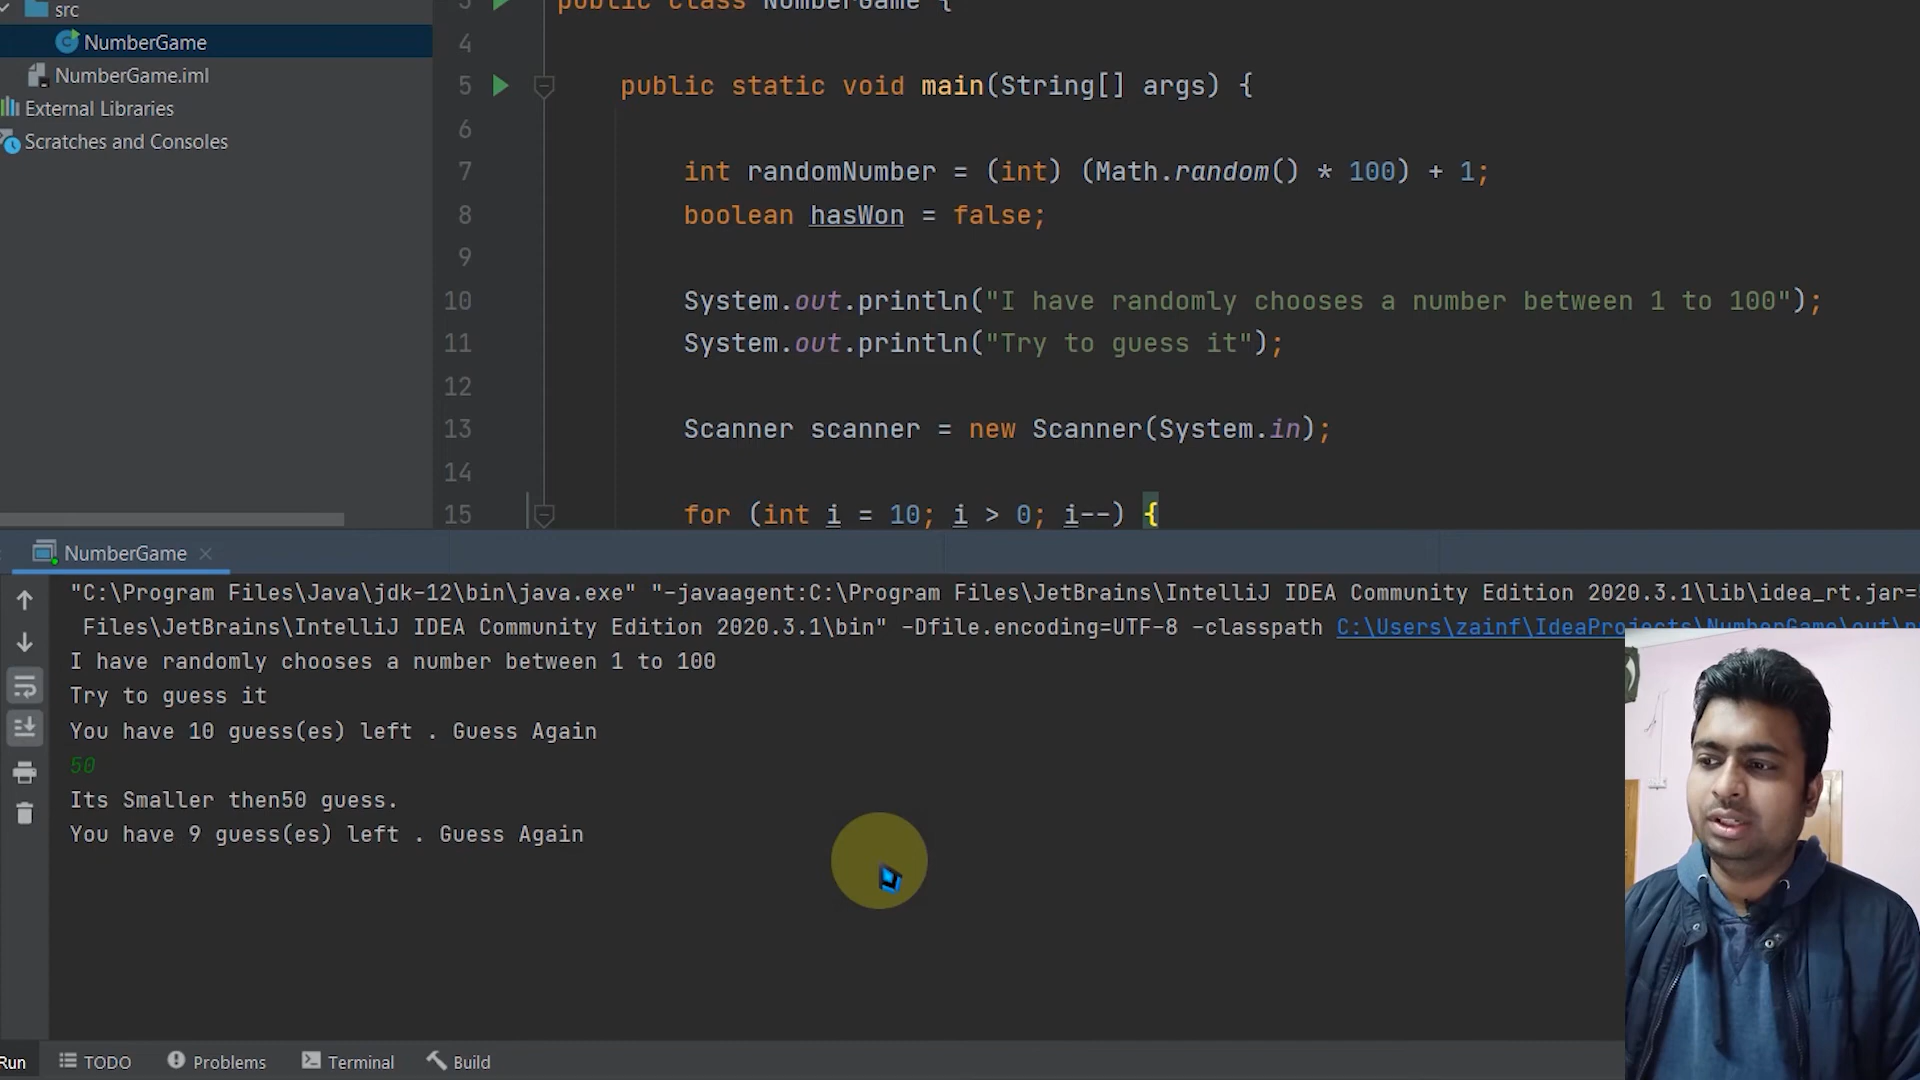 src
NumberGame
NumberGame.iml
External Libraries
Scratches and Consoles
3 public class NumberGame {
4
5 public static void main(String[] args) {
6
7 int randomNumber = (int) (Math.random() * 100) + 1;
8 boolean hasWon = false;
9
10 System.out.println("I have randomly chooses a number between 1 to 100");
11 System.out.println("Try to guess it");
12
13 Scanner scanner = new Scanner(System.in);
14
15 for (int i = 10; i > 0; i--) {
NumberGame
"C:\Program Files\Java\jdk-12\bin\java.exe" "-javaagent:C:\Program Files\JetBrains\IntelliJ IDEA Community Edition 2020.3.1\lib\idea_rt.jar=
Files\JetBrains\IntelliJ IDEA Community Edition 2020.3.1\bin" -Dfile.encoding=UTF-8 -classpath C:\Users\zainf\IdeaProjects\NumberGame\out\
I have randomly chooses a number between 1 to 100
Try to guess it
You have 10 guess(es) left . Guess Again
50
Its Smaller then50 guess.
You have 9 guess(es) left . Guess Again
Run TODO Problems Terminal Build